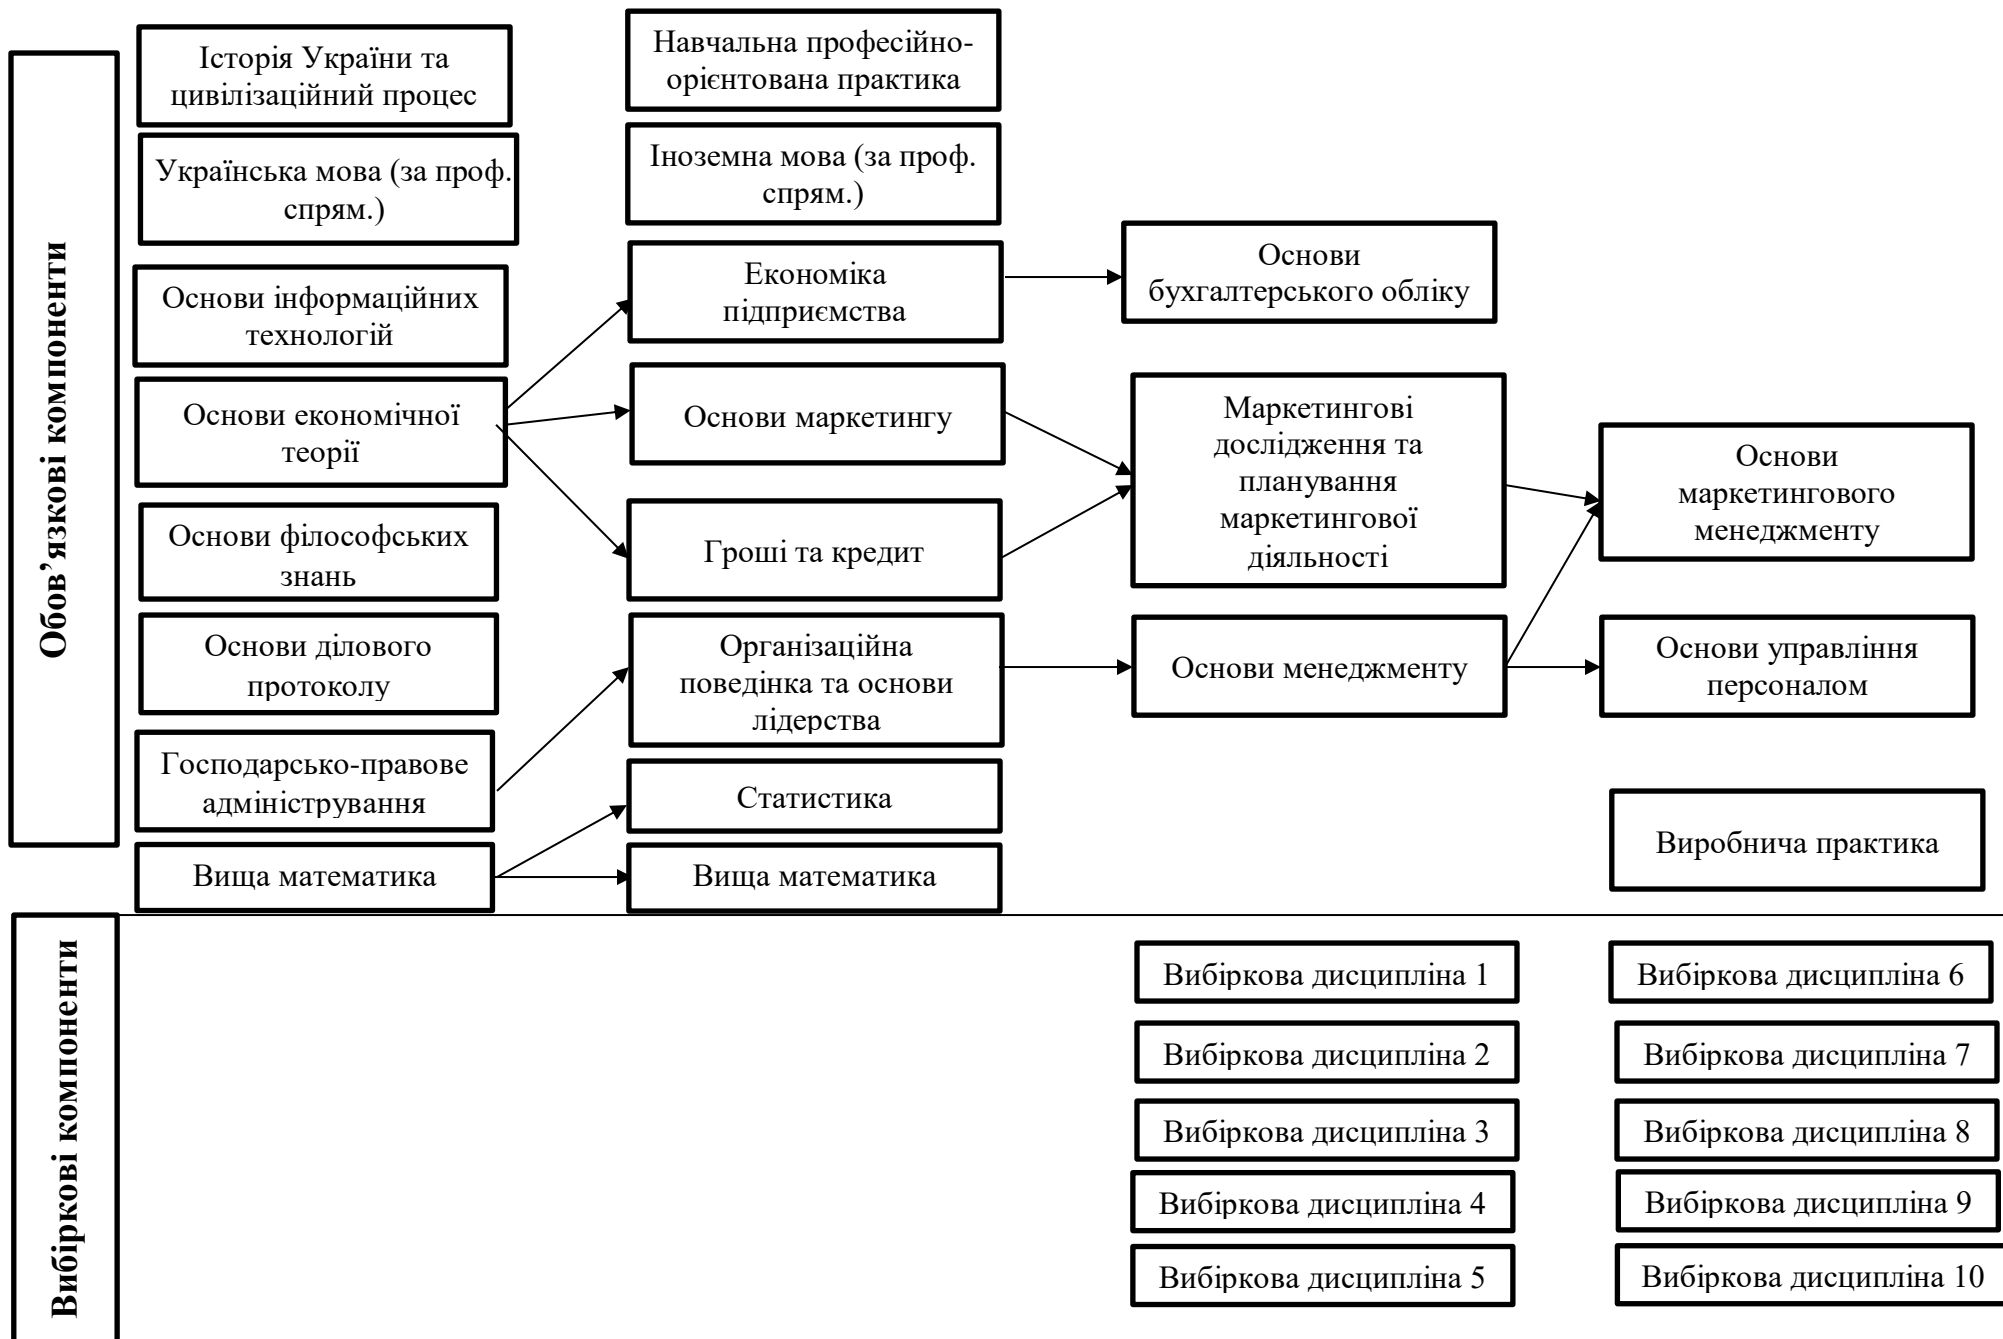 Обов’язкові компоненти
Історія України та
цивілізаційний процес
Українська мова (за проф.
спрям.)
Основи інформаційних
технологій
Основи економічної
теорії
Основи філософських
знань
Основи ділового
протоколу
Господарсько-правове
адміністрування
Вища математика
Навчальна професійно-
орієнтована практика
Іноземна мова (за проф.
спрям.)
Економіка
підприємства
Основи маркетингу
Гроші та кредит
Організаційна
поведінка та основи
лідерства
Статистика
Вища математика
Основи
бухгалтерського обліку
Маркетингові
дослідження та
планування
маркетингової
діяльності
Основи менеджменту
Основи
маркетингового
менеджменту
Основи управління
персоналом
Виробнича практика
Вибіркові компоненти
Вибіркова дисципліна 1
Вибіркова дисципліна 2
Вибіркова дисципліна 3
Вибіркова дисципліна 4
Вибіркова дисципліна 5
Вибіркова дисципліна 6
Вибіркова дисципліна 7
Вибіркова дисципліна 8
Вибіркова дисципліна 9
Вибіркова дисципліна 10